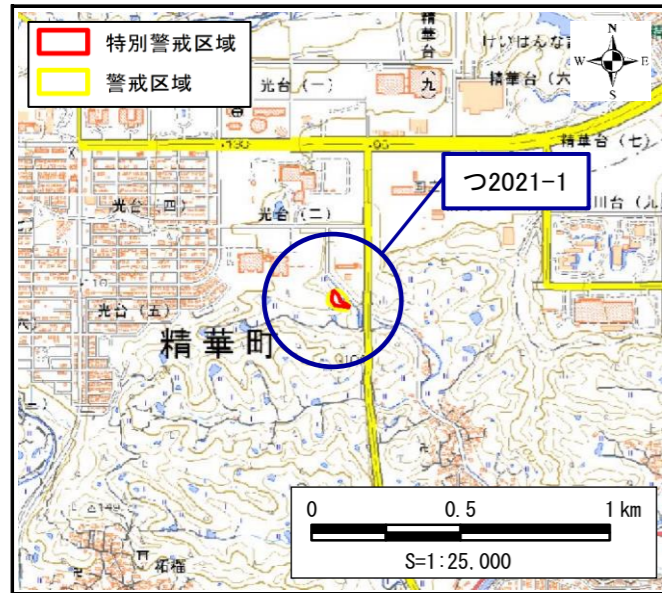 特別警戒区域
警戒区域
精華台
N
W
E
S
けいはんな
光台（一）
（九）
精華台（六）
精華台（七）
つ2021-1
光台（四）
光台（二）
川台（九）
光台（五）
精華町
柘榴
0 0.5 1 km
S=1:25,000